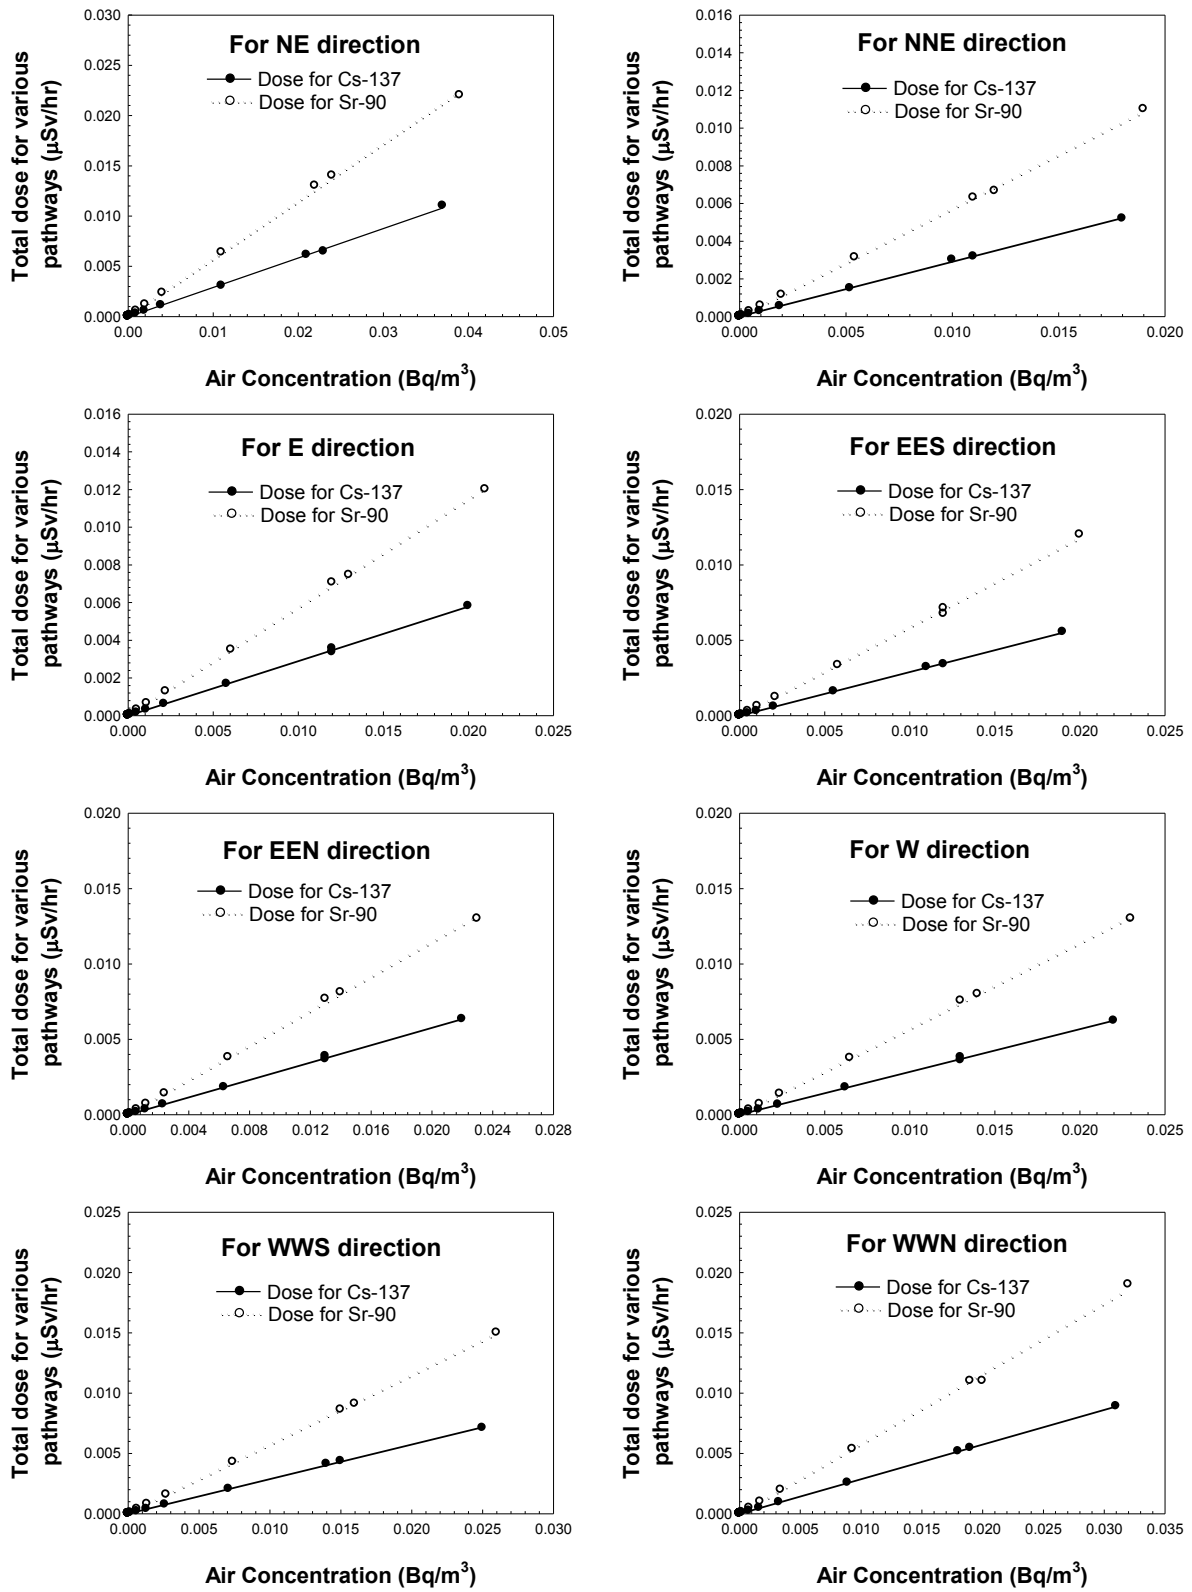 For NE direction
Dose for Cs-137
Dose for Sr-90
Total dose for various
pathways (μSv/hr)
0.030
0.025
0.020
0.015
0.010
0.005
0.000
0.00 0.01 0.02 0.03 0.04 0.05
Air Concentration (Bq/m³)
For NNE direction
Dose for Cs-137
Dose for Sr-90
Total dose for various
pathways (μSv/hr)
0.016
0.014
0.012
0.010
0.008
0.006
0.004
0.002
0.000
0.000 0.005 0.010 0.015 0.020
Air Concentration (Bq/m³)
For E direction
Dose for Cs-137
Dose for Sr-90
Total dose for various
pathways (μSv/hr)
0.016
0.014
0.012
0.010
0.008
0.006
0.004
0.002
0.000
0.000 0.005 0.010 0.015 0.020 0.025
Air Concentration (Bq/m³)
For EES direction
Dose for Cs-137
Dose for Sr-90
Total dose for various
pathways (μSv/hr)
0.020
0.015
0.010
0.005
0.000
0.000 0.005 0.010 0.015 0.020 0.025
Air Concentration (Bq/m³)
For EEN direction
Dose for Cs-137
Dose for Sr-90
Total dose for various
pathways (μSv/hr)
0.020
0.015
0.010
0.005
0.000
0.000 0.004 0.008 0.012 0.016 0.020 0.024 0.028
Air Concentration (Bq/m³)
For W direction
Dose for Cs-137
Dose for Sr-90
Total dose for various
pathways (μSv/hr)
0.020
0.015
0.010
0.005
0.000
0.000 0.005 0.010 0.015 0.020 0.025
Air Concentration (Bq/m³)
For WWS direction
Dose for Cs-137
Dose for Sr-90
Total dose for various
pathways (μSv/hr)
0.025
0.020
0.015
0.010
0.005
0.000
0.000 0.005 0.010 0.015 0.020 0.025 0.030
Air Concentration (Bq/m³)
For WWN direction
Dose for Cs-137
Dose for Sr-90
Total dose for various
pathways (μSv/hr)
0.025
0.020
0.015
0.010
0.005
0.000
0.000 0.005 0.010 0.015 0.020 0.025 0.030 0.035
Air Concentration (Bq/m³)